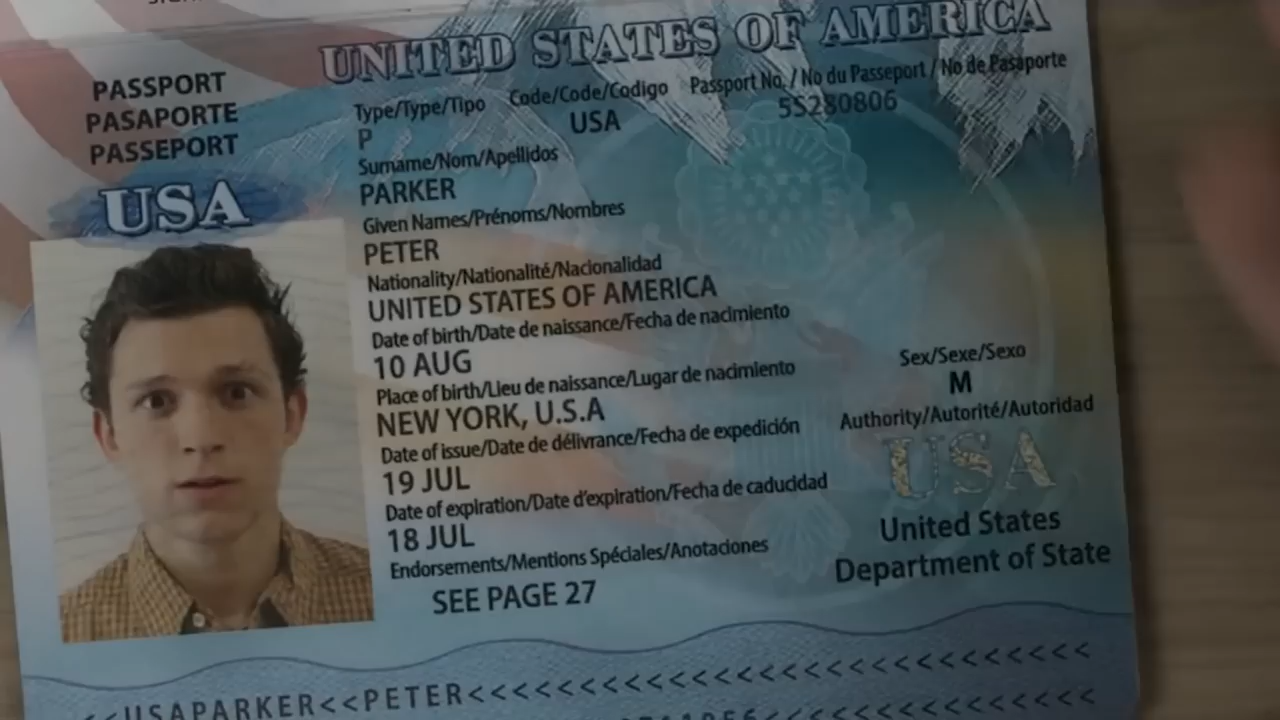 UNITED STATES OF AMERICA
PASSPORT
PASAPORTE
PASSEPORT
USA
Type/Type/Tipo Code/Code/Codigo Passport No. / No du Passeport / No de Pasaporte
P USA 55280806
Surname/Nom/Apellidos
PARKER
Given Names/Prénoms/Nombres
PETER
Nationality/Nationalité/Nacionalidad
UNITED STATES OF AMERICA
Date of birth/Date de naissance/Fecha de nacimiento
10 AUG
Place of birth/Lieu de naissance/Lugar de nacimiento
Sex/Sexe/Sexo
NEW YORK, U.S.A
M
Date of issue/Date de délivrance/Fecha de expedición
Authority/Autorité/Autoridad
19 JUL
USA
Date of expiration/Date d'expiration/Fecha de caducidad
18 JUL
United States
Department of State
Endorsements/Mentions Spéciales/Anotaciones
SEE PAGE 27
<<USAPARKER<<PETER<<<<<<<<<<<<<<<<<<<<<<<<<<<<